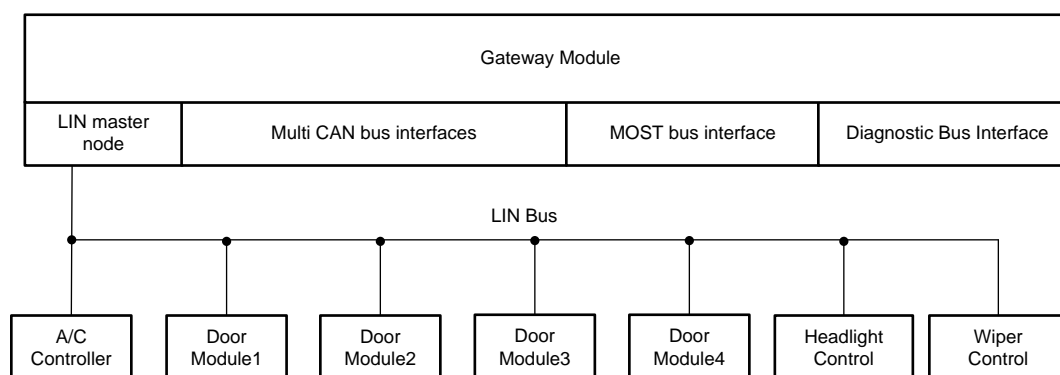 Gateway Module
LIN master
node
Multi CAN bus interfaces
MOST bus interface
Diagnostic Bus Interface
LIN Bus
A/C
Controller
Door
Module1
Door
Module2
Door
Module3
Door
Module4
Headlight
Control
Wiper
Control